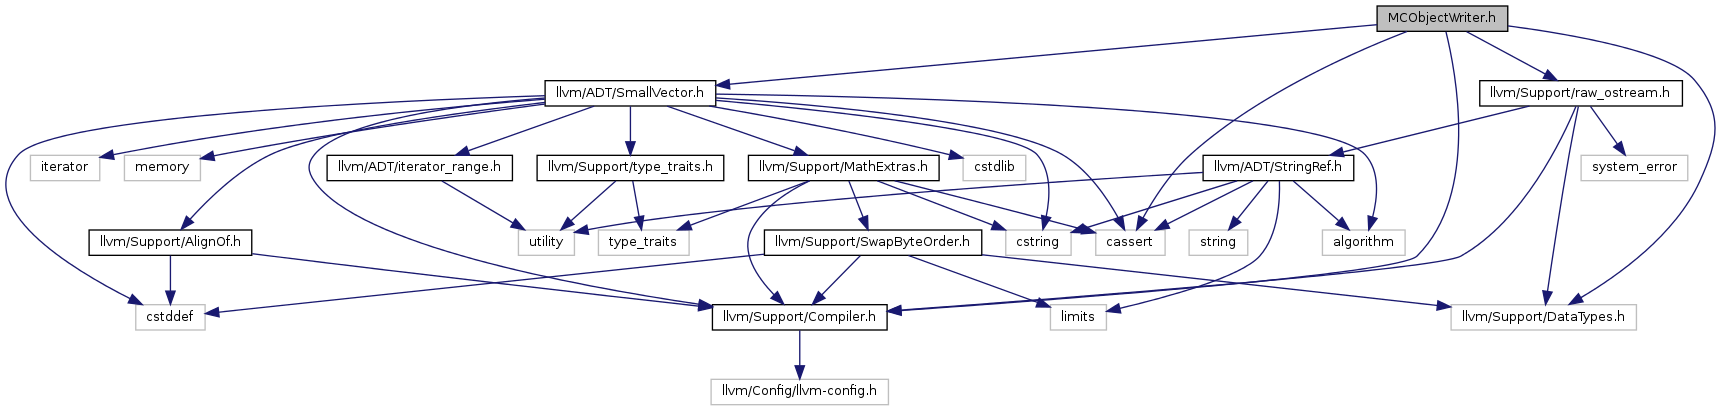 MCObjectWriter.h
llvm/ADT/SmallVector.h
llvm/Support/raw_ostream.h
iterator
memory
llvm/ADT/iterator_range.h
llvm/Support/type_traits.h
llvm/Support/MathExtras.h
cstdlib
llvm/ADT/StringRef.h
system_error
llvm/Support/AlignOf.h
utility
type_traits
llvm/Support/SwapByteOrder.h
cstring
cassert
string
algorithm
cstddef
llvm/Support/Compiler.h
limits
llvm/Support/DataTypes.h
llvm/Config/llvm-config.h